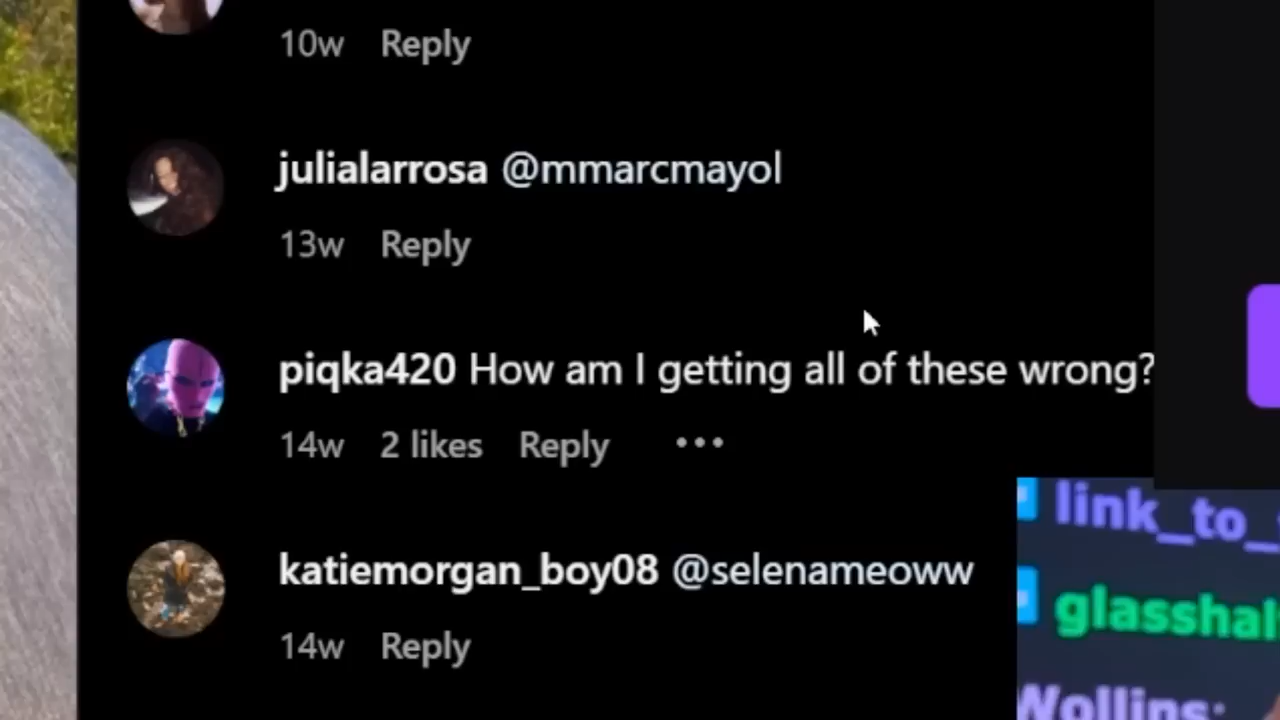 10w Reply
julialarrosa @mmarcmayol
13w Reply
piqka420 How am I getting all of these wrong?
14w 2 likes Reply
katiemorgan_boy08 @selenameoww
14w Reply
link_to_
glasshal
Wollins: